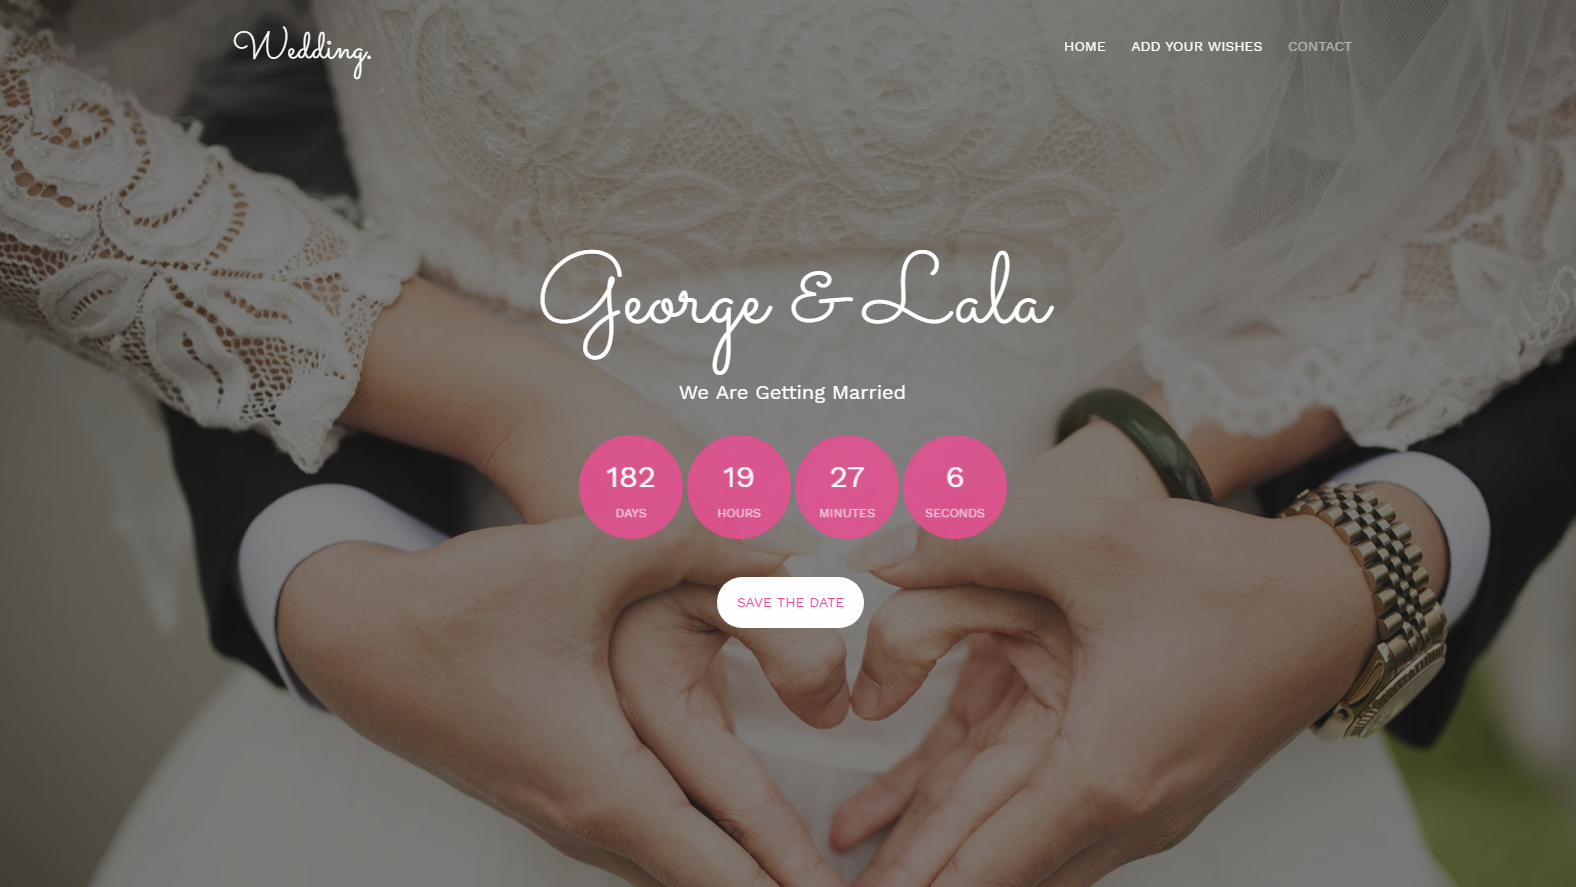 Wedding.
HOME ADD YOUR WISHES CONTACT
George & Lala
We Are Getting Married
182 19 27 6
DAYS HOURS MINUTES SECONDS
SAVE THE DATE